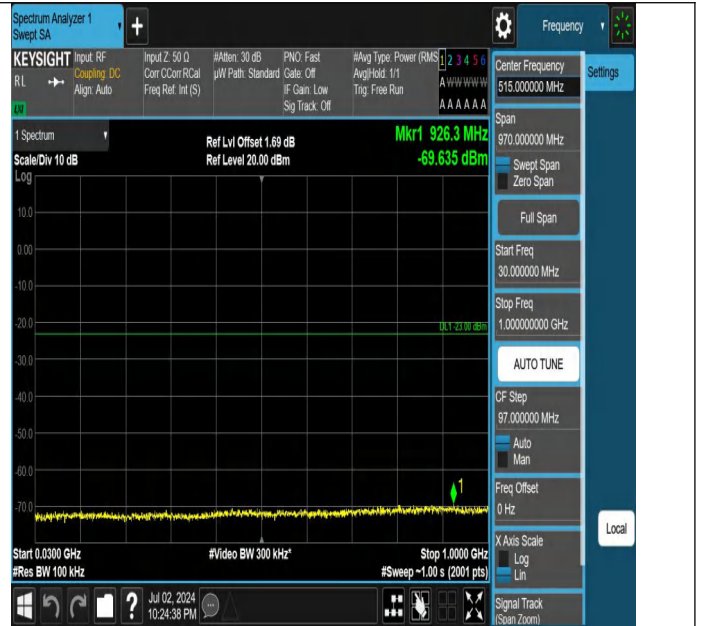 Spectrum Analyzer 1
Swept SA
+
Frequency
KEYSIGHT
RL
LXI
Input: RF
Coupling: DC
Align: Auto
Input Z: 50 Ω
Corr CCorr RCal
Freq Ref: Int (S)
#Atten: 30 dB
µW Path: Standard
PNO: Fast
Gate: Off
IF Gain: Low
Sig Track: Off
#Avg Type: Power (RMS
Avg|Hold: 1/1
Trig: Free Run
1 2 3 4 5 6
A W W W W W
A A A A A A
1 Spectrum
Scale/Div 10 dB
Log
Ref Lvl Offset 1.69 dB
Ref Level 20.00 dBm
Mkr1 926.3 MHz
-69.635 dBm
10.0
0.00
-10.0
-20.0
-30.0
-40.0
-50.0
-60.0
-70.0
DL1 -23.00 dBm
1
Start 0.0300 GHz
#Res BW 100 kHz
#Video BW 300 kHz*
Stop 1.0000 GHz
#Sweep ~1.00 s (2001 pts)
Jul 02, 2024
10:24:38 PM
?
Center Frequency
515.000000 MHz
Settings
Span
970.000000 MHz
Swept Span
Zero Span
Full Span
Start Freq
30.000000 MHz
Stop Freq
1.000000000 GHz
AUTO TUNE
CF Step
97.000000 MHz
Auto
Man
Freq Offset
0 Hz
X Axis Scale
Log
Lin
Local
Signal Track
(Span Zoom)